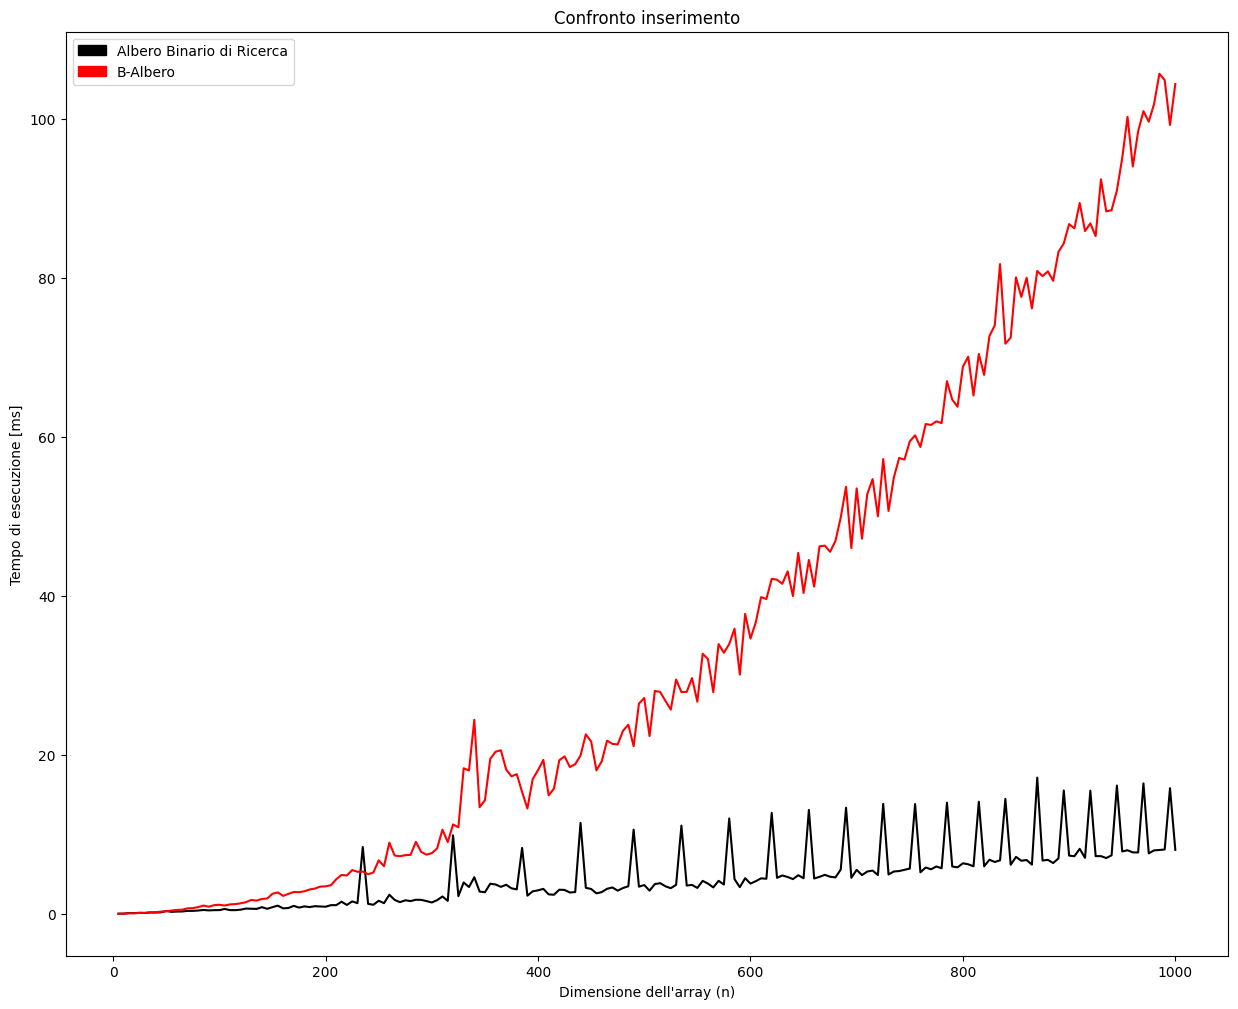 Confronto inserimento
Albero Binario di Ricerca
B-Albero
Tempo di esecuzione [ms]
100
80
60
40
20
0
0 200 400 600 800 1000
Dimensione dell'array (n)